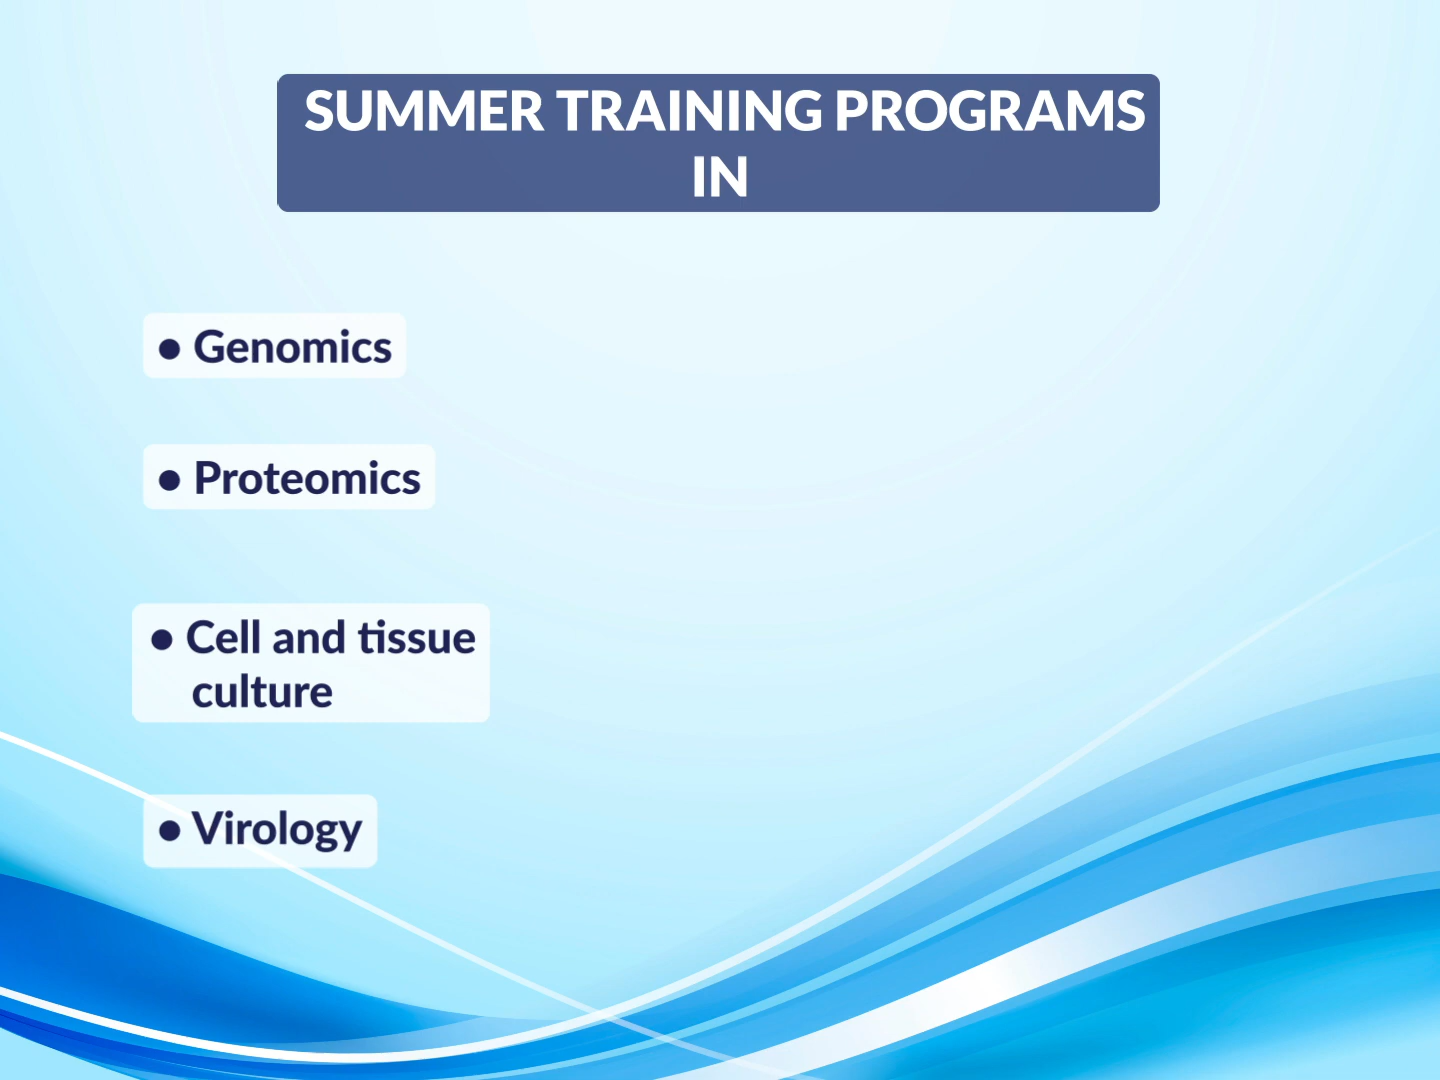 SUMMER TRAINING PROGRAMS
IN
● Genomics
● Proteomics
● Cell and tissue
culture
● Virology